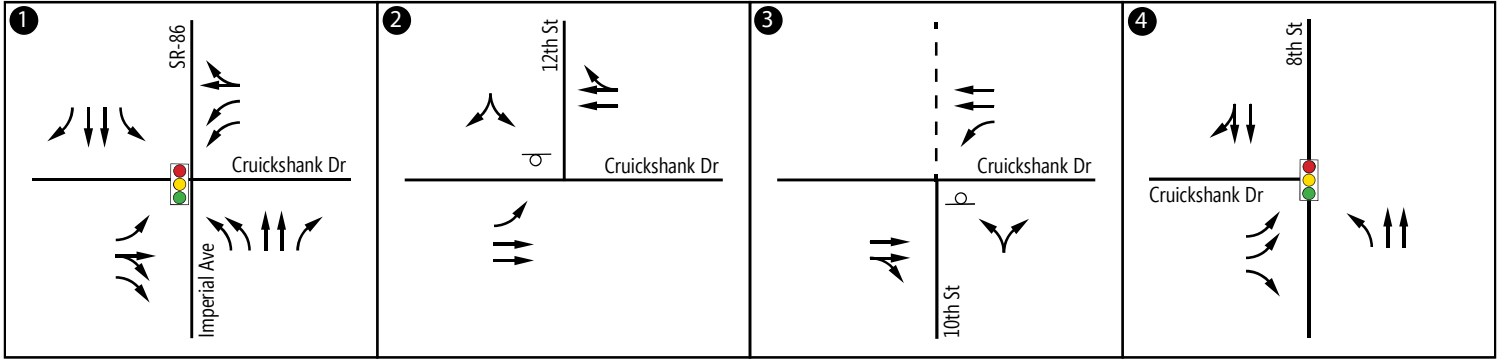 1
SR-86
Cruickshank Dr
Imperial Ave
2
12th St
Cruickshank Dr
3
Cruickshank Dr
10th St
4
8th St
Cruickshank Dr